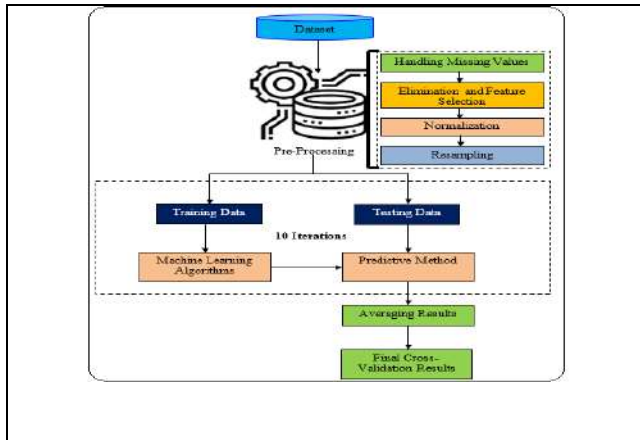 Dataset
Handling Missing Values
Elimination and Feature
Selection
Normalization
Resampling
Pre-Processing
Training Data
Testing Data
10 Iterations
Machine Learning
Algorithms
Predictive Method
Averaging Results
Final Cross-
Validation Results